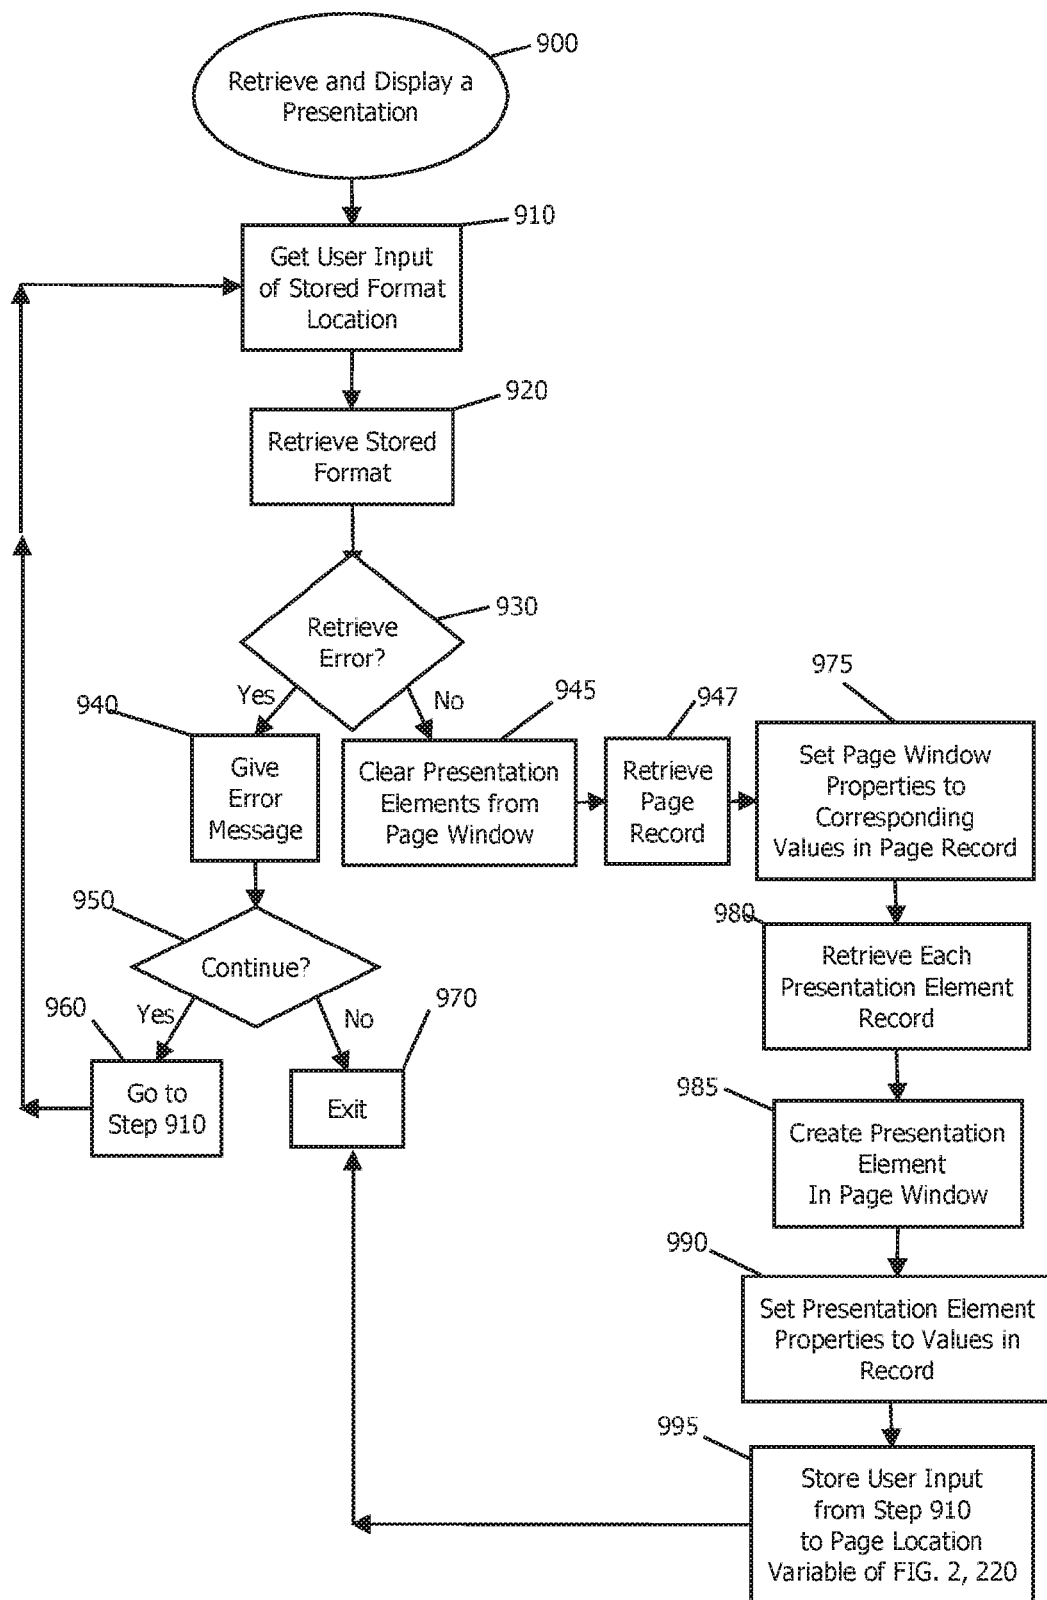 900
Retrieve and Display a
Presentation
910
Get User Input
of Stored Format
Location
920
Retrieve Stored
Format
930
Retrieve
Error?
Yes
No
940
Give
Error
Message
945
Clear Presentation
Elements from
Page Window
947
Retrieve
Page
Record
975
Set Page Window
Properties to
Corresponding
Values in Page Record
950
Continue?
Yes
No
960
Go to
Step 910
970
Exit
980
Retrieve Each
Presentation Element
Record
985
Create Presentation
Element
In Page Window
990
Set Presentation Element
Properties to Values in
Record
995
Store User Input
from Step 910
to Page Location
Variable of FIG. 2, 220